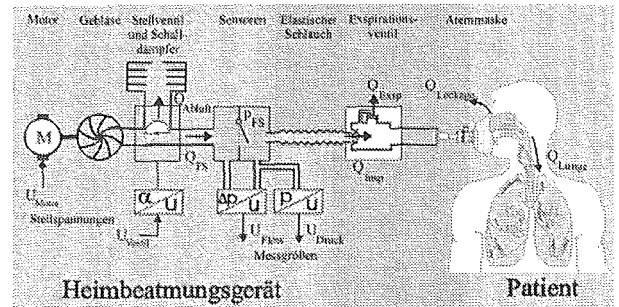 Motor Gebläse Stellventil Sensoren Elastischer Exspirations- Atemmaske
und Schall- Schlauch ventil
dämpfer
Q Abluft
p FS
Q Exsp
Q Leckage
M
Q FS
Q Insp
Q Lunge
U Motor
α U
Δp U
p U
Stellspannungen
U Ventil
U Flow
U Druck
Messgrößen
Heimbeatmungsgerät Patient